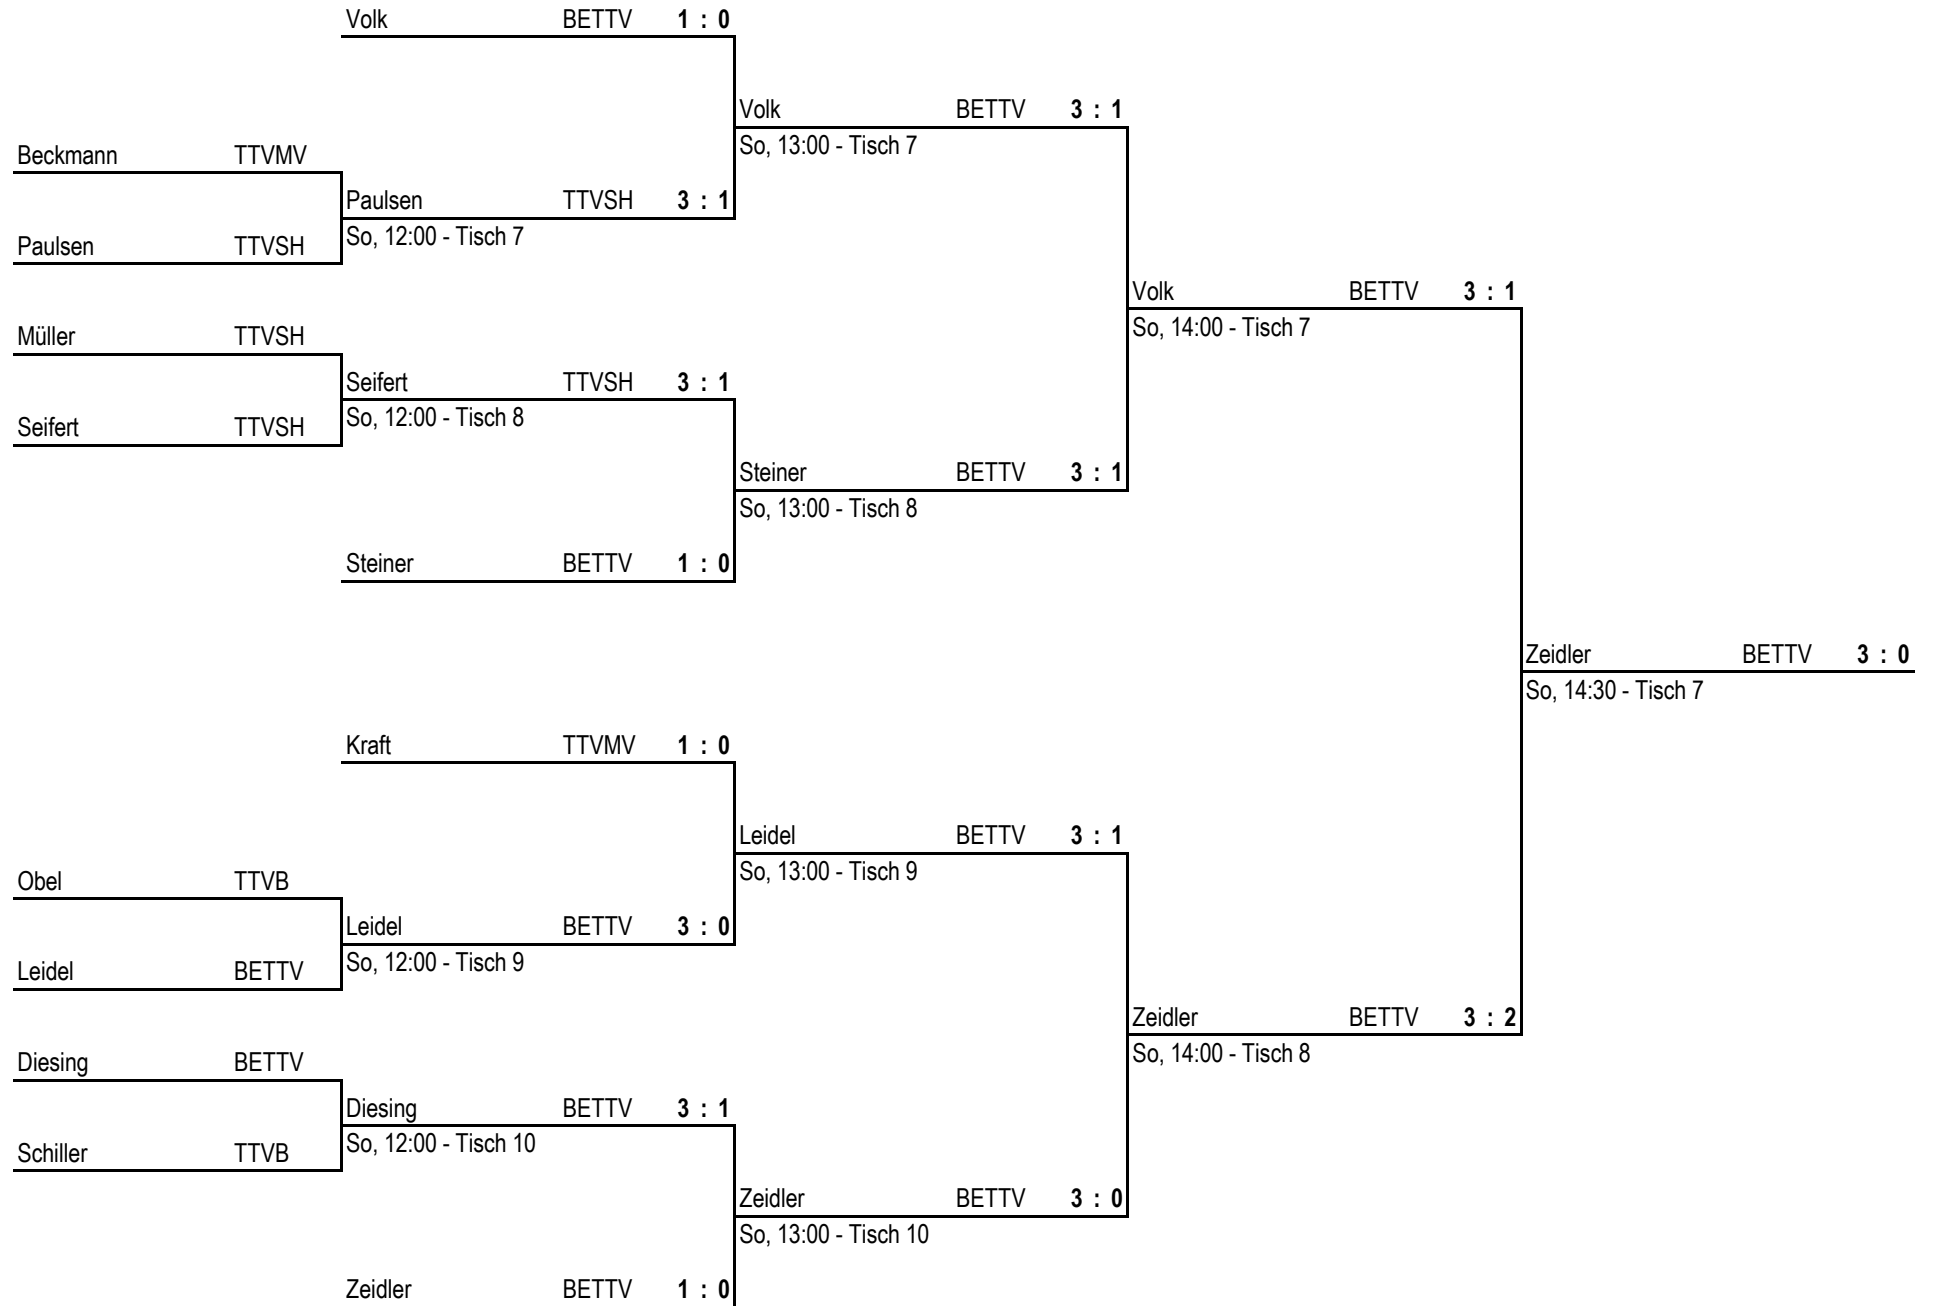 Volk BETTV 1 : 0
Volk BETTV 3 : 1
So, 13:00 - Tisch 7
Beckmann TTVMV
Paulsen TTVSH 3 : 1
So, 12:00 - Tisch 7
Paulsen TTVSH
Volk BETTV 3 : 1
So, 14:00 - Tisch 7
Müller TTVSH
Seifert TTVSH 3 : 1
So, 12:00 - Tisch 8
Seifert TTVSH
Steiner BETTV 3 : 1
So, 13:00 - Tisch 8
Steiner BETTV 1 : 0
Zeidler BETTV 3 : 0
So, 14:30 - Tisch 7
Kraft TTVMV 1 : 0
Leidel BETTV 3 : 1
So, 13:00 - Tisch 9
Obel TTVB
Leidel BETTV 3 : 0
So, 12:00 - Tisch 9
Leidel BETTV
Zeidler BETTV 3 : 2
So, 14:00 - Tisch 8
Diesing BETTV
Diesing BETTV 3 : 1
So, 12:00 - Tisch 10
Schiller TTVB
Zeidler BETTV 3 : 0
So, 13:00 - Tisch 10
Zeidler BETTV 1 : 0